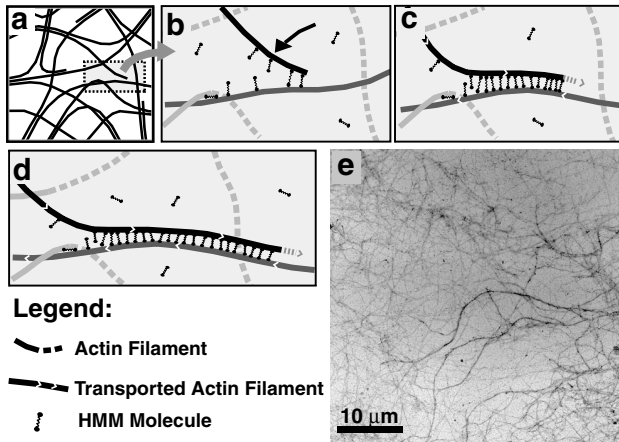 a
b
c
d
e
Legend:
Actin Filament
Transported Actin Filament
HMM Molecule
10 μm